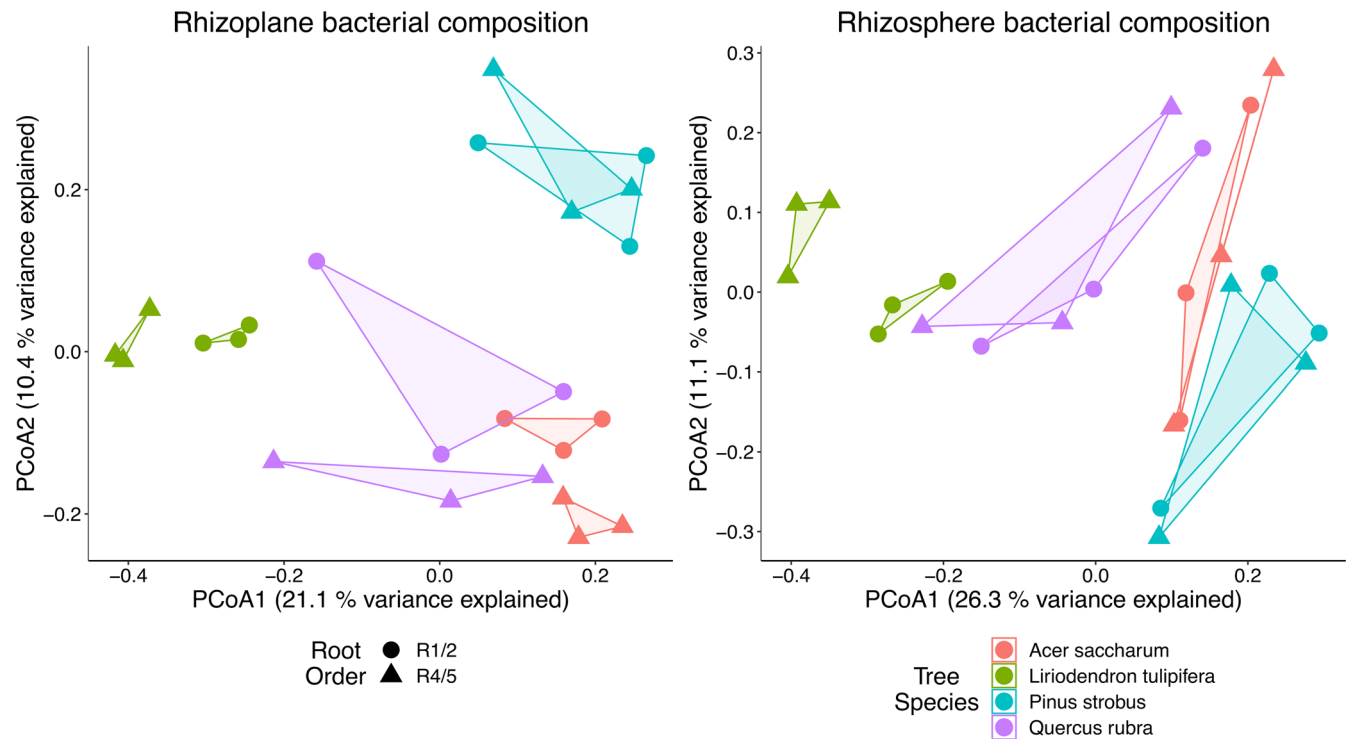 Rhizoplane bacterial composition
PCoA2 (10.4 % variance explained)
0.2
0.0
−0.2
−0.4
−0.2
0.0
0.2
PCoA1 (21.1 % variance explained)
Rhizosphere bacterial composition
PCoA2 (11.1 % variance explained)
0.3
0.2
0.1
0.0
−0.1
−0.2
−0.3
−0.4
−0.2
0.0
0.2
PCoA1 (26.3 % variance explained)
Root
Order
R1/2
R4/5
Tree
Species
Acer saccharum
Liriodendron tulipifera
Pinus strobus
Quercus rubra